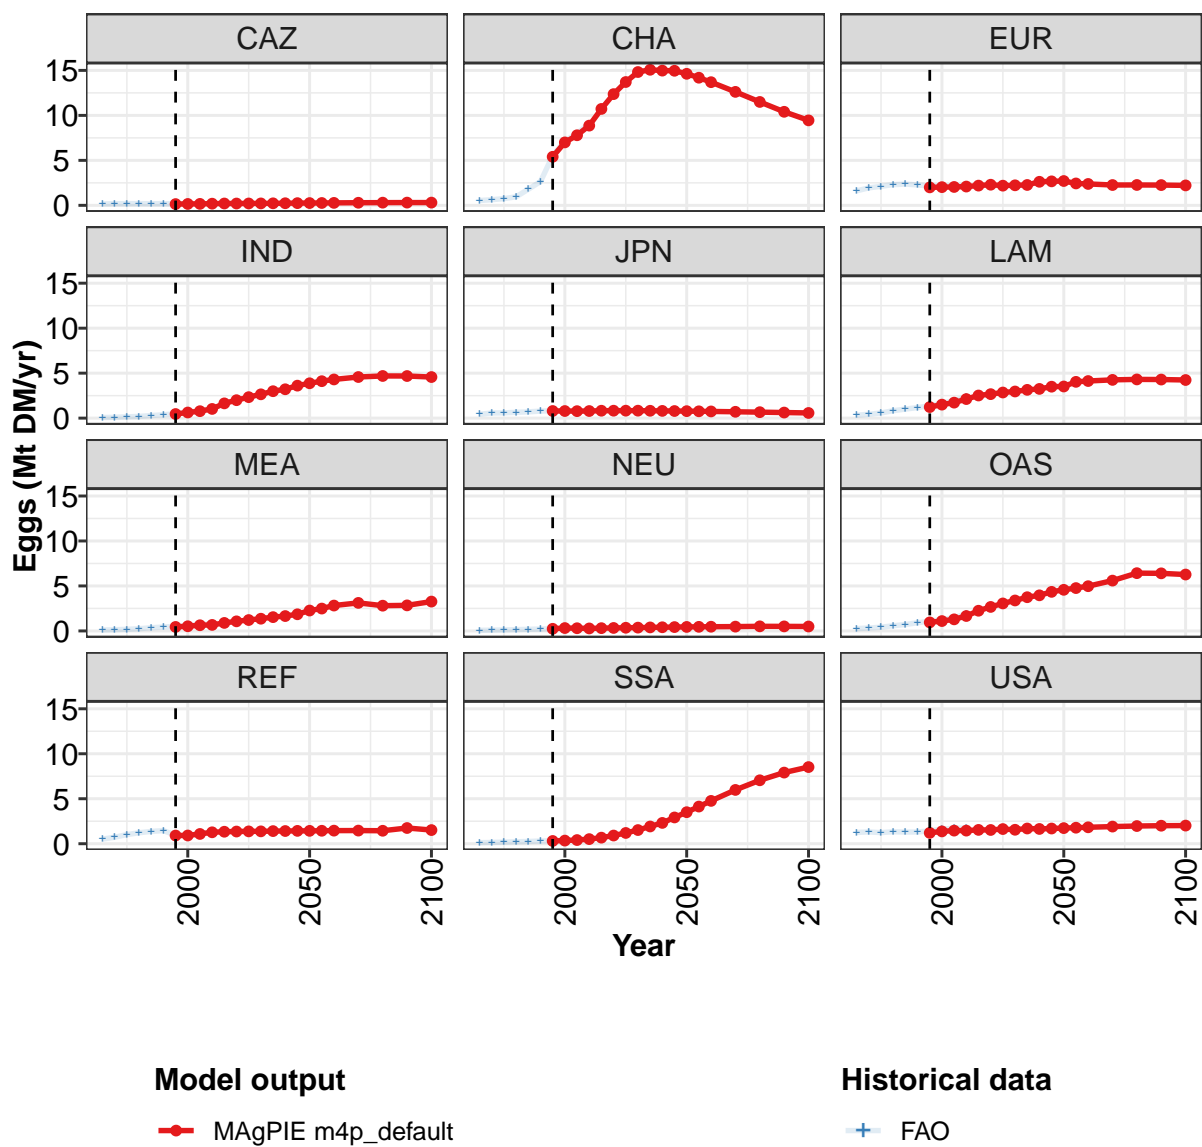 CAZ CHA EUR
15
10
5
0
IND JPN LAM
15
10
5
0
MEA NEU OAS
15
10
5
0
REF SSA USA
15
10
5
0
Eggs (Mt DM/yr)
2000 2050 2100 2000 2050 2100 2000 2050 2100
Year
Model output Historical data
MAgPIE m4p_default FAO